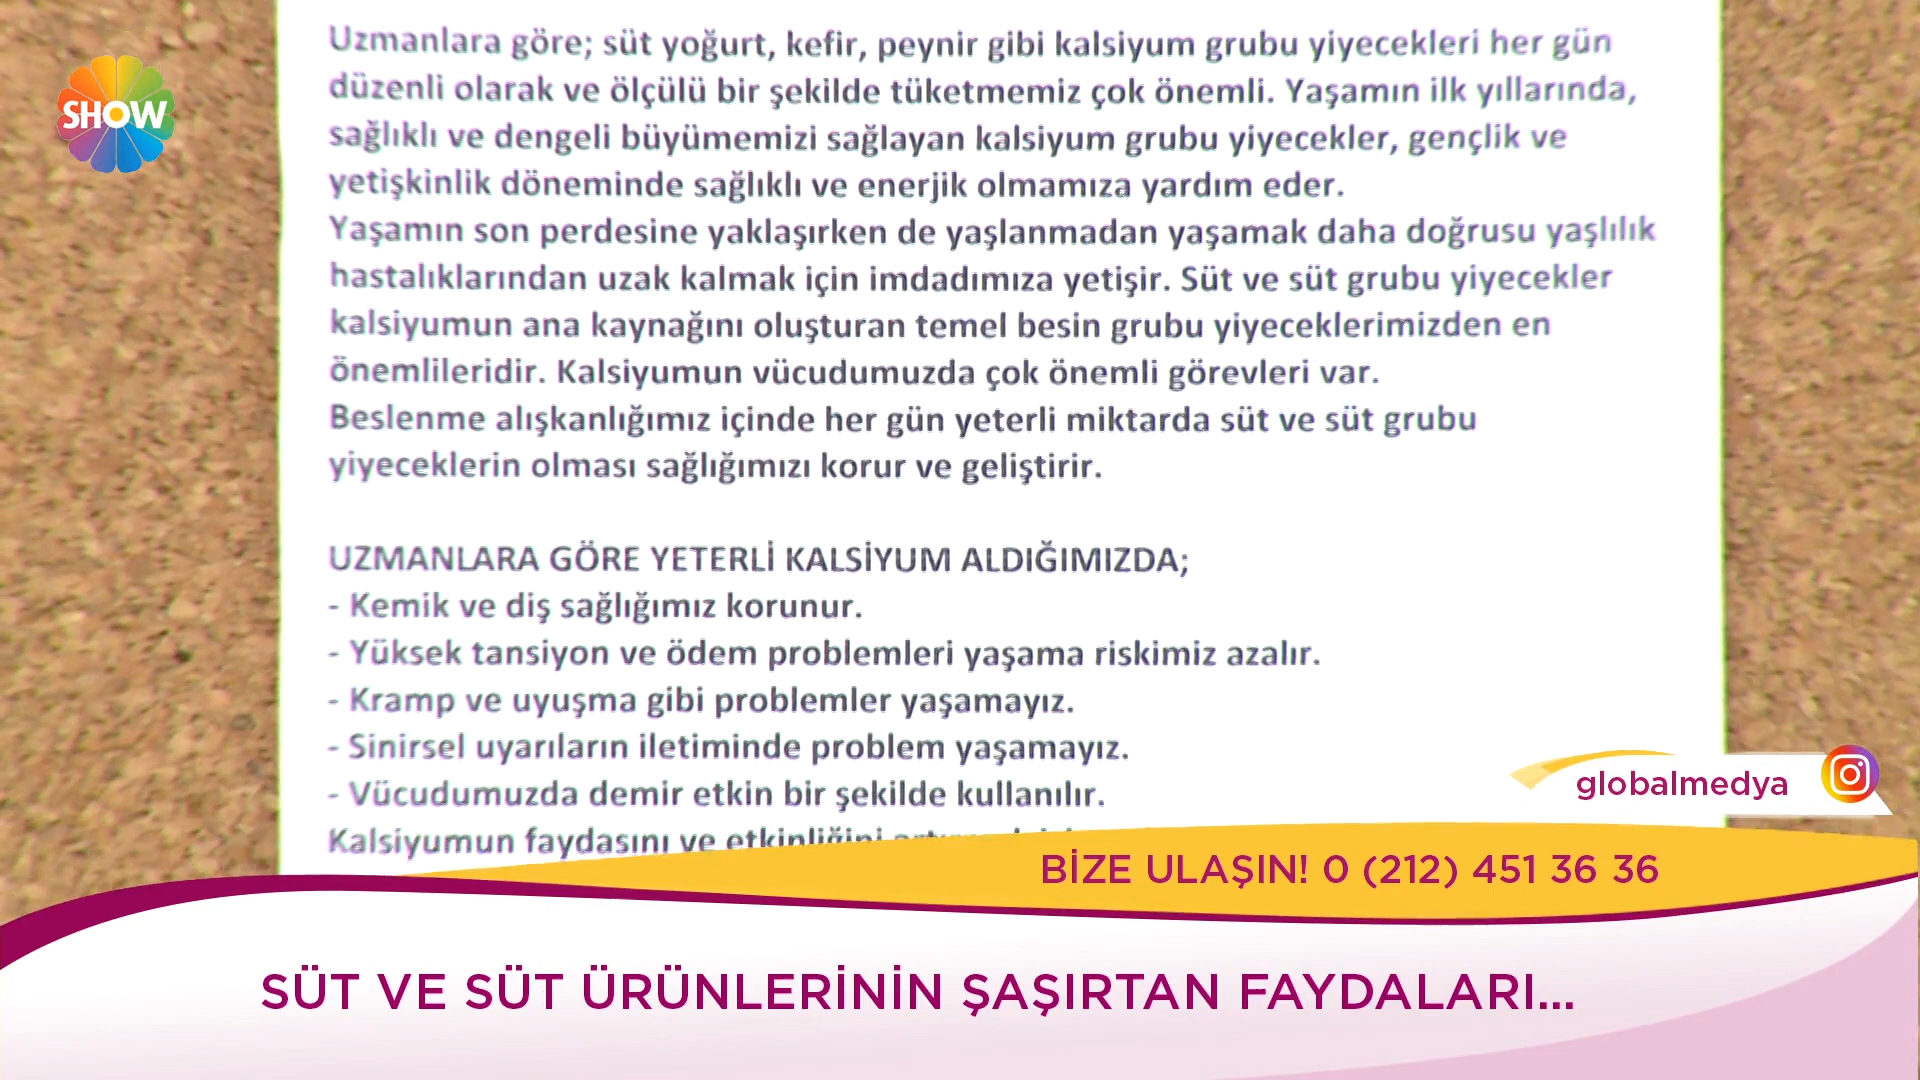 SHOW
Uzmanlara göre; süt yoğurt, kefir, peynir gibi kalsiyum grubu yiyecekleri her gün
düzenli olarak ve ölçülü bir şekilde tüketmemiz çok önemli. Yaşamın ilk yıllarında,
sağlıklı ve dengeli büyümemizi sağlayan kalsiyum grubu yiyecekler, gençlik ve
yetişkinlik döneminde sağlıklı ve enerjik olmamıza yardım eder.
Yaşamın son perdesine yaklaşırken de yaşlanmadan yaşamak daha doğrusu yaşlılık
hastalıklarından uzak kalmak için imdadımıza yetişir. Süt ve süt grubu yiyecekler
kalsiyumun ana kaynağını oluşturan temel besin grubu yiyeceklerimizden en
önemlileridir. Kalsiyumun vücudumuzda çok önemli görevleri var.
Beslenme alışkanlığımız içinde her gün yeterli miktarda süt ve süt grubu
yiyeceklerin olması sağlığımızı korur ve geliştirir.
UZMANLARA GÖRE YETERLİ KALSİYUM ALDIĞIMIZDA;
- Kemik ve diş sağlığımız korunur.
- Yüksek tansiyon ve ödem problemleri yaşama riskimiz azalır.
- Kramp ve uyuşma gibi problemler yaşamayız.
- Sinirsel uyarıların iletiminde problem yaşamayız.
- Vücudumuzda demir etkin bir şekilde kullanılır.
Kalsiyumun faydasını ve etkinliğini
globalmedya
BİZE ULAŞIN! 0 (212) 451 36 36
SÜT VE SÜT ÜRÜNLERİNİN ŞAŞIRTAN FAYDALARI...